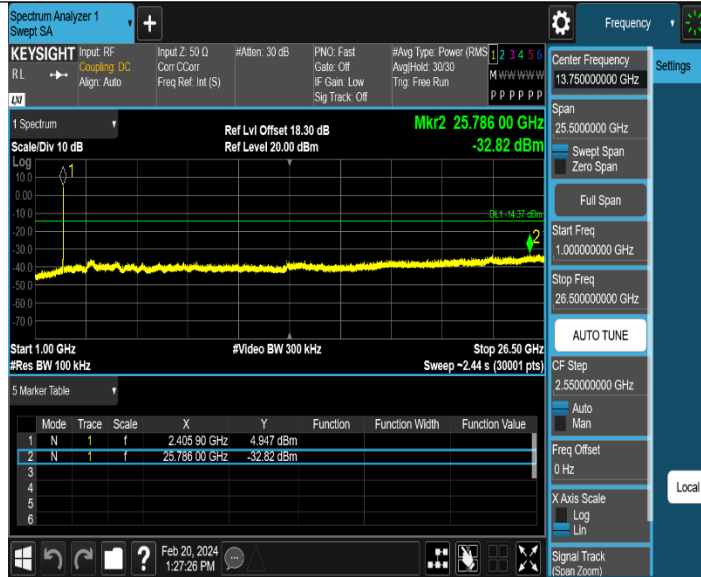 Spectrum Analyzer 1
Swept SA
+
Frequency
KEYSIGHT
RL
LXI
Input: RF
Coupling: DC
Align: Auto
Input Z: 50 Ω
Corr CCorr
Freq Ref: Int (S)
#Atten: 30 dB
PNO: Fast
Gate: Off
IF Gain: Low
Sig Track: Off
#Avg Type: Power (RMS
Avg|Hold: 30/30
Trig: Free Run
1 2 3 4 5 6
M W W W W W
P P P P P P
1 Spectrum
Scale/Div 10 dB
Ref Lvl Offset 18.30 dB
Ref Level 20.00 dBm
Mkr2 25.786 00 GHz
-32.82 dBm
Log
10.0
0.00
-10.0
-20.0
-30.0
-40.0
-50.0
-60.0
-70.0
1
DL1 -14.37 dBm
2
Start 1.00 GHz
#Video BW 300 kHz
Stop 26.50 GHz
#Res BW 100 kHz
Sweep ~2.44 s (30001 pts)
5 Marker Table
Mode Trace Scale X Y Function Function Width Function Value
1 N 1 f 2.405 90 GHz 4.947 dBm
2 N 1 f 25.786 00 GHz -32.82 dBm
3
4
5
6
?
Feb 20, 2024
1:27:26 PM
Center Frequency
13.750000000 GHz
Span
25.5000000 GHz
Swept Span
Zero Span
Full Span
Start Freq
1.000000000 GHz
Stop Freq
26.500000000 GHz
AUTO TUNE
CF Step
2.550000000 GHz
Auto
Man
Freq Offset
0 Hz
X Axis Scale
Log
Lin
Signal Track
(Span Zoom)
Settings
Local